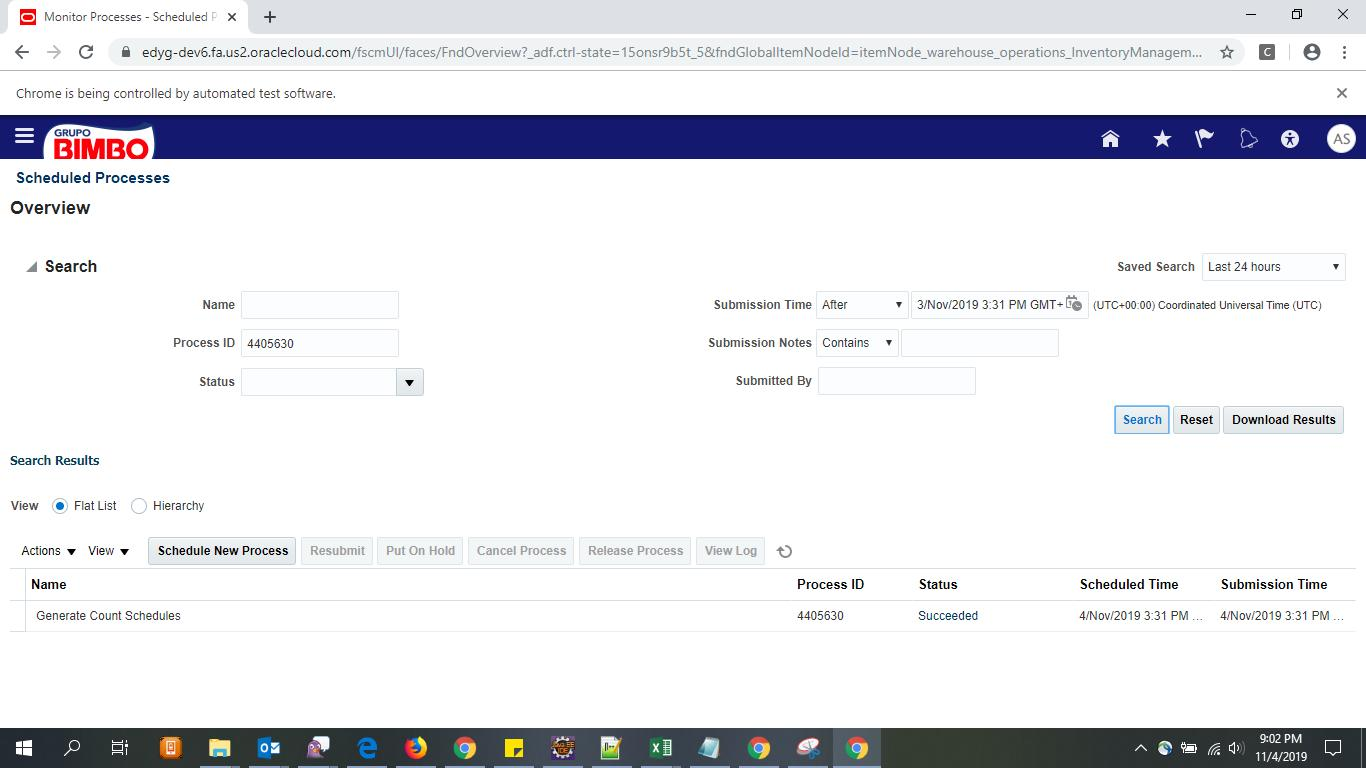 Monitor Processes - Scheduled P
edyg-dev6.fa.us2.oraclecloud.com/fscmUI/faces/FndOverview?_adf.ctrl-state=15onsr9b5t_5&fndGlobalItemNodeId=itemNode_warehouse_operations_InventoryManagem...
C
Chrome is being controlled by automated test software.
GRUPO
BIMBO
AS
Scheduled Processes
Overview
Search
Saved Search Last 24 hours
Name
Submission Time After 3/Nov/2019 3:31 PM GMT+ (UTC+00:00) Coordinated Universal Time (UTC)
Process ID 4405630
Submission Notes Contains
Status
Submitted By
Search Reset Download Results
Search Results
View Flat List Hierarchy
Actions View Schedule New Process Resubmit Put On Hold Cancel Process Release Process View Log
Name Process ID Status Scheduled Time Submission Time
Generate Count Schedules 4405630 Succeeded 4/Nov/2019 3:31 PM ... 4/Nov/2019 3:31 PM ...
9:02 PM
11/4/2019